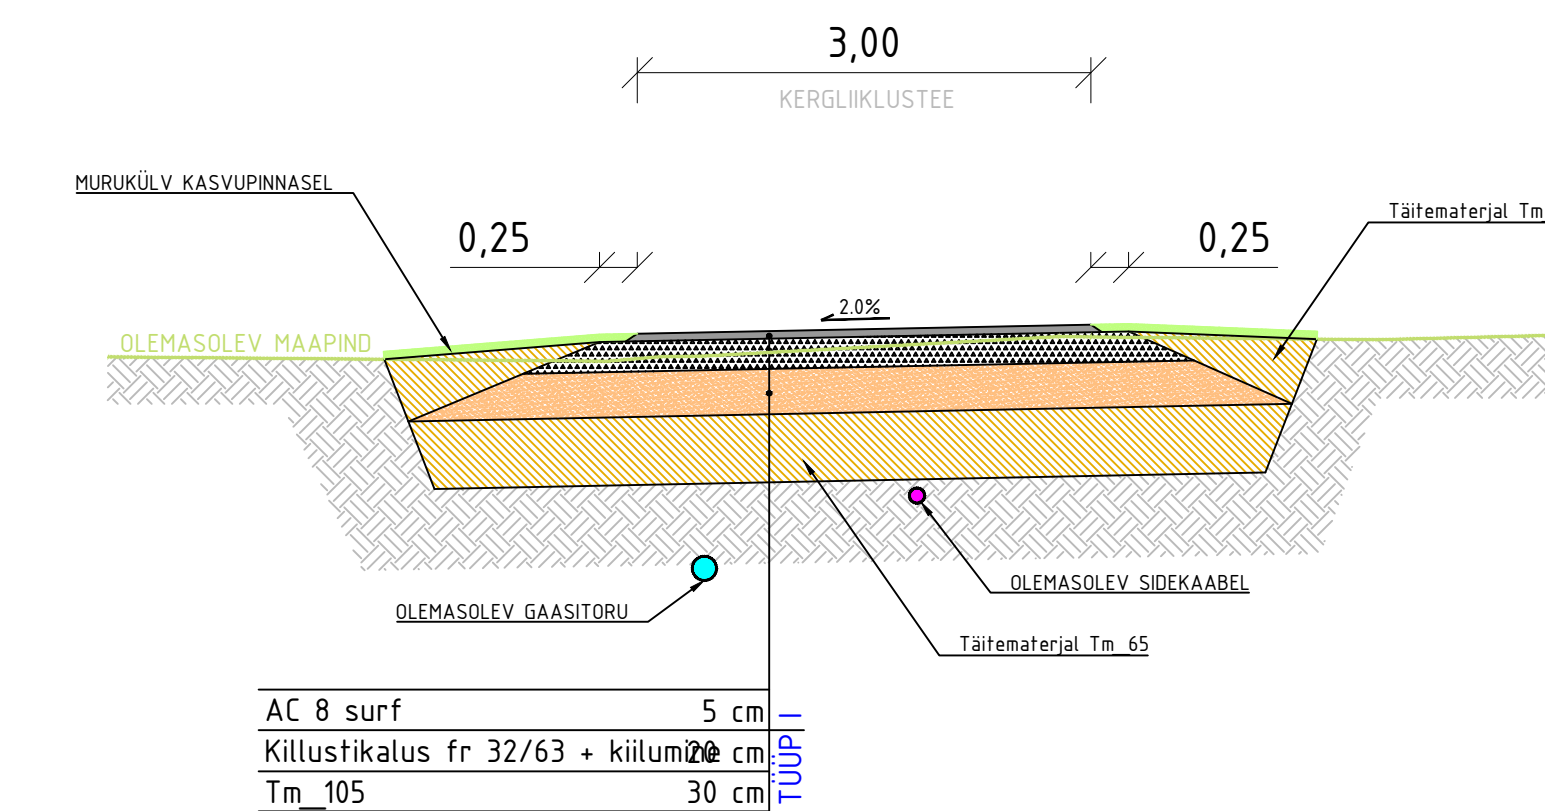 3,00
KERGLIIKLUSTEE
MURUKÜLV KASVUPINNASEL
Täitematerjal Tm
0,25
0,25
2.0%
OLEMASOLEV MAAPIND
OLEMASOLEV SIDEKAABEL
OLEMASOLEV GAASITORU
Täitematerjal Tm_65
AC 8 surf 5 cm
Killustikalus fr 32/63 + kiilumine 20 cm
Tm_105 30 cm
TÜÜP I